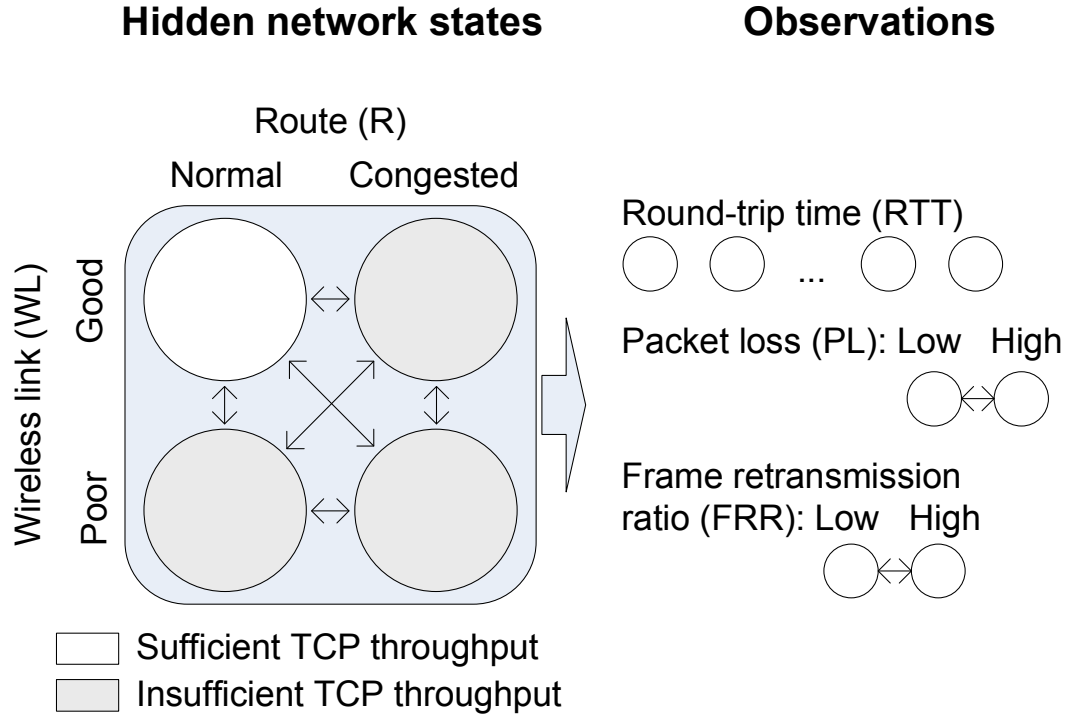 Hidden network states
Observations
Route (R)
Normal Congested
Wireless link (WL)
Good
Poor
Round-trip time (RTT)
...
Packet loss (PL): Low High
Frame retransmission
ratio (FRR): Low High
Sufficient TCP throughput
Insufficient TCP throughput